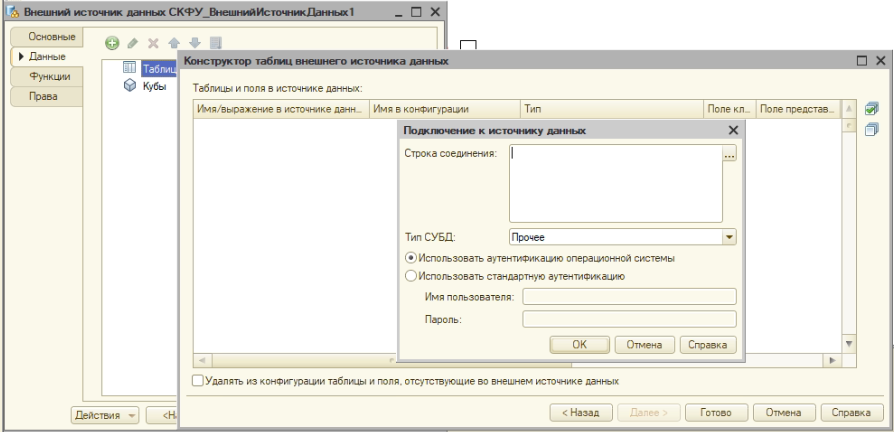 Внешний источник данных СКФУ_ВнешнийИсточникДанных1
Основные
Данные
Функции
Права
Таблиц
Кубы
Действия
Конструктор таблиц внешнего источника данных
Таблицы и поля в источнике данных:
Имя/выражение в источнике данн... Имя в конфигурации Тип Поле кл... Поле представ...
Подключение к источнику данных
Строка соединения:
...
Тип СУБД: Прочее
Использовать аутентификацию операционной системы
Использовать стандартную аутентификацию
Имя пользователя:
Пароль:
OK Отмена Справка
Удалять из конфигурации таблицы и поля, отсутствующие во внешнем источнике данных
< Назад Далее > Готово Отмена Справка